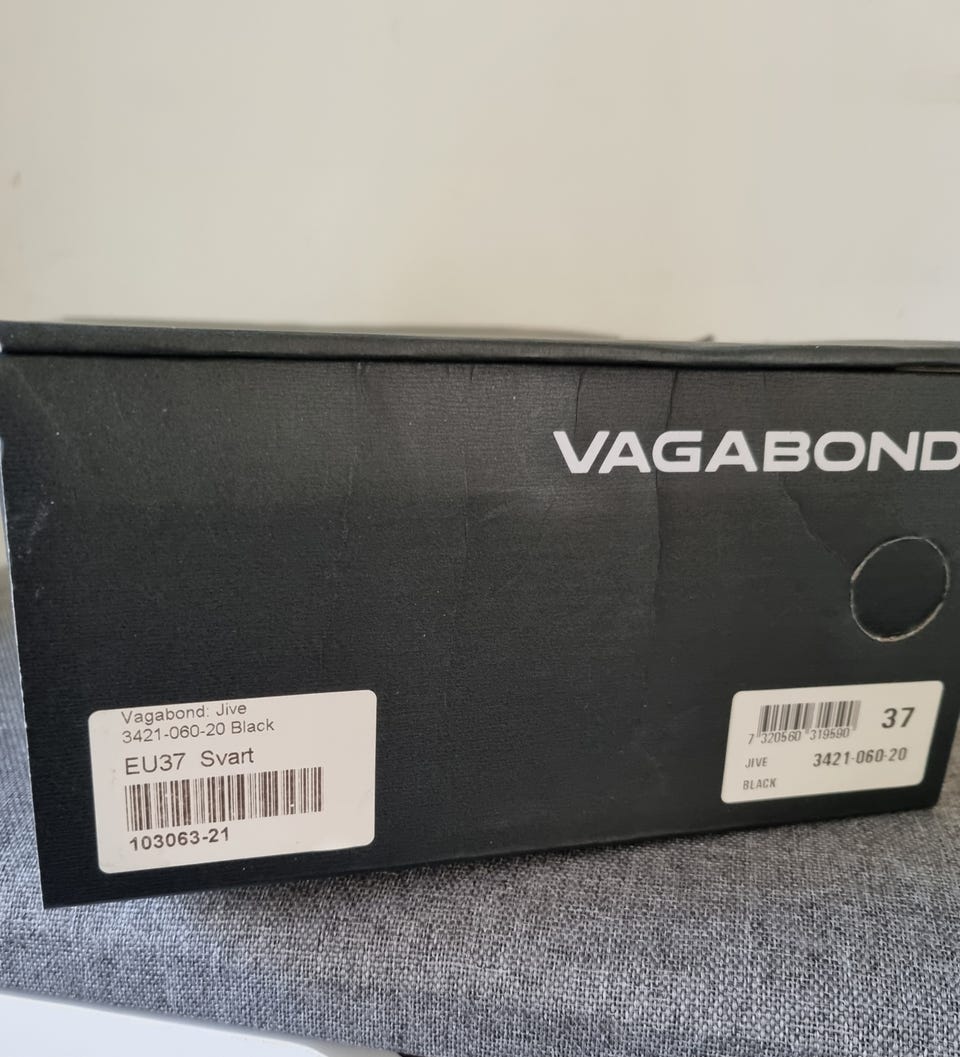 VAGABOND
Vagabond: Jive
3421-060-20 Black
EU37 Svart
103063-21
37
7 320560 319590
JIVE 3421-060-20
BLACK